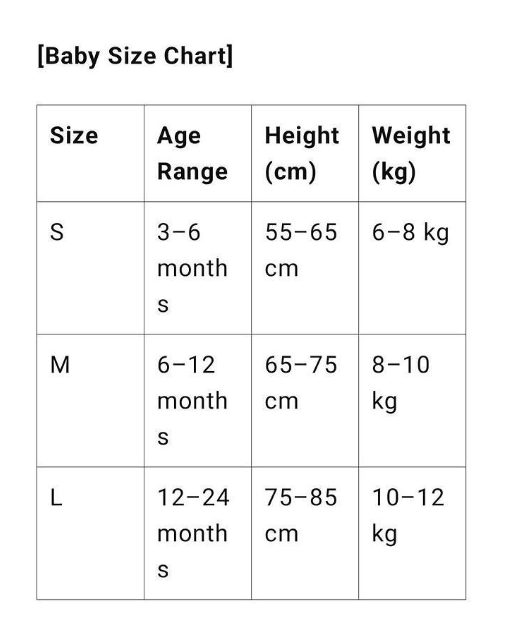 [Baby Size Chart]
Size
Age
Range
Height
(cm)
Weight
(kg)
S
3–6
month
s
55–65
cm
6–8 kg
M
6–12
month
s
65–75
cm
8–10
kg
L
12–24
month
s
75–85
cm
10–12
kg